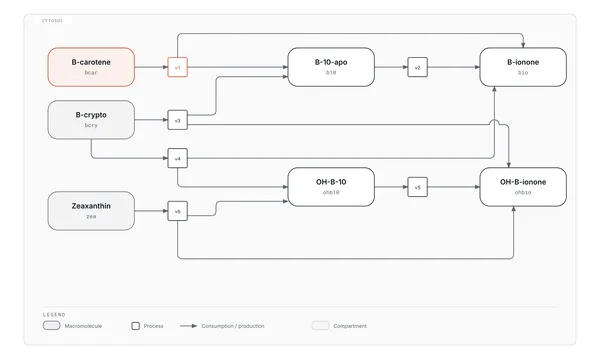 CYTOSOL
B-carotene
bcar
v1
B-10-apo
b10
v2
B-ionone
bio
B-crypto
bcry
v3
v4
OH-B-10
ohb10
v5
OH-B-ionone
ohbio
Zeaxanthin
zea
v6
LEGEND
Macromolecule
Process
Consumption / production
Compartment